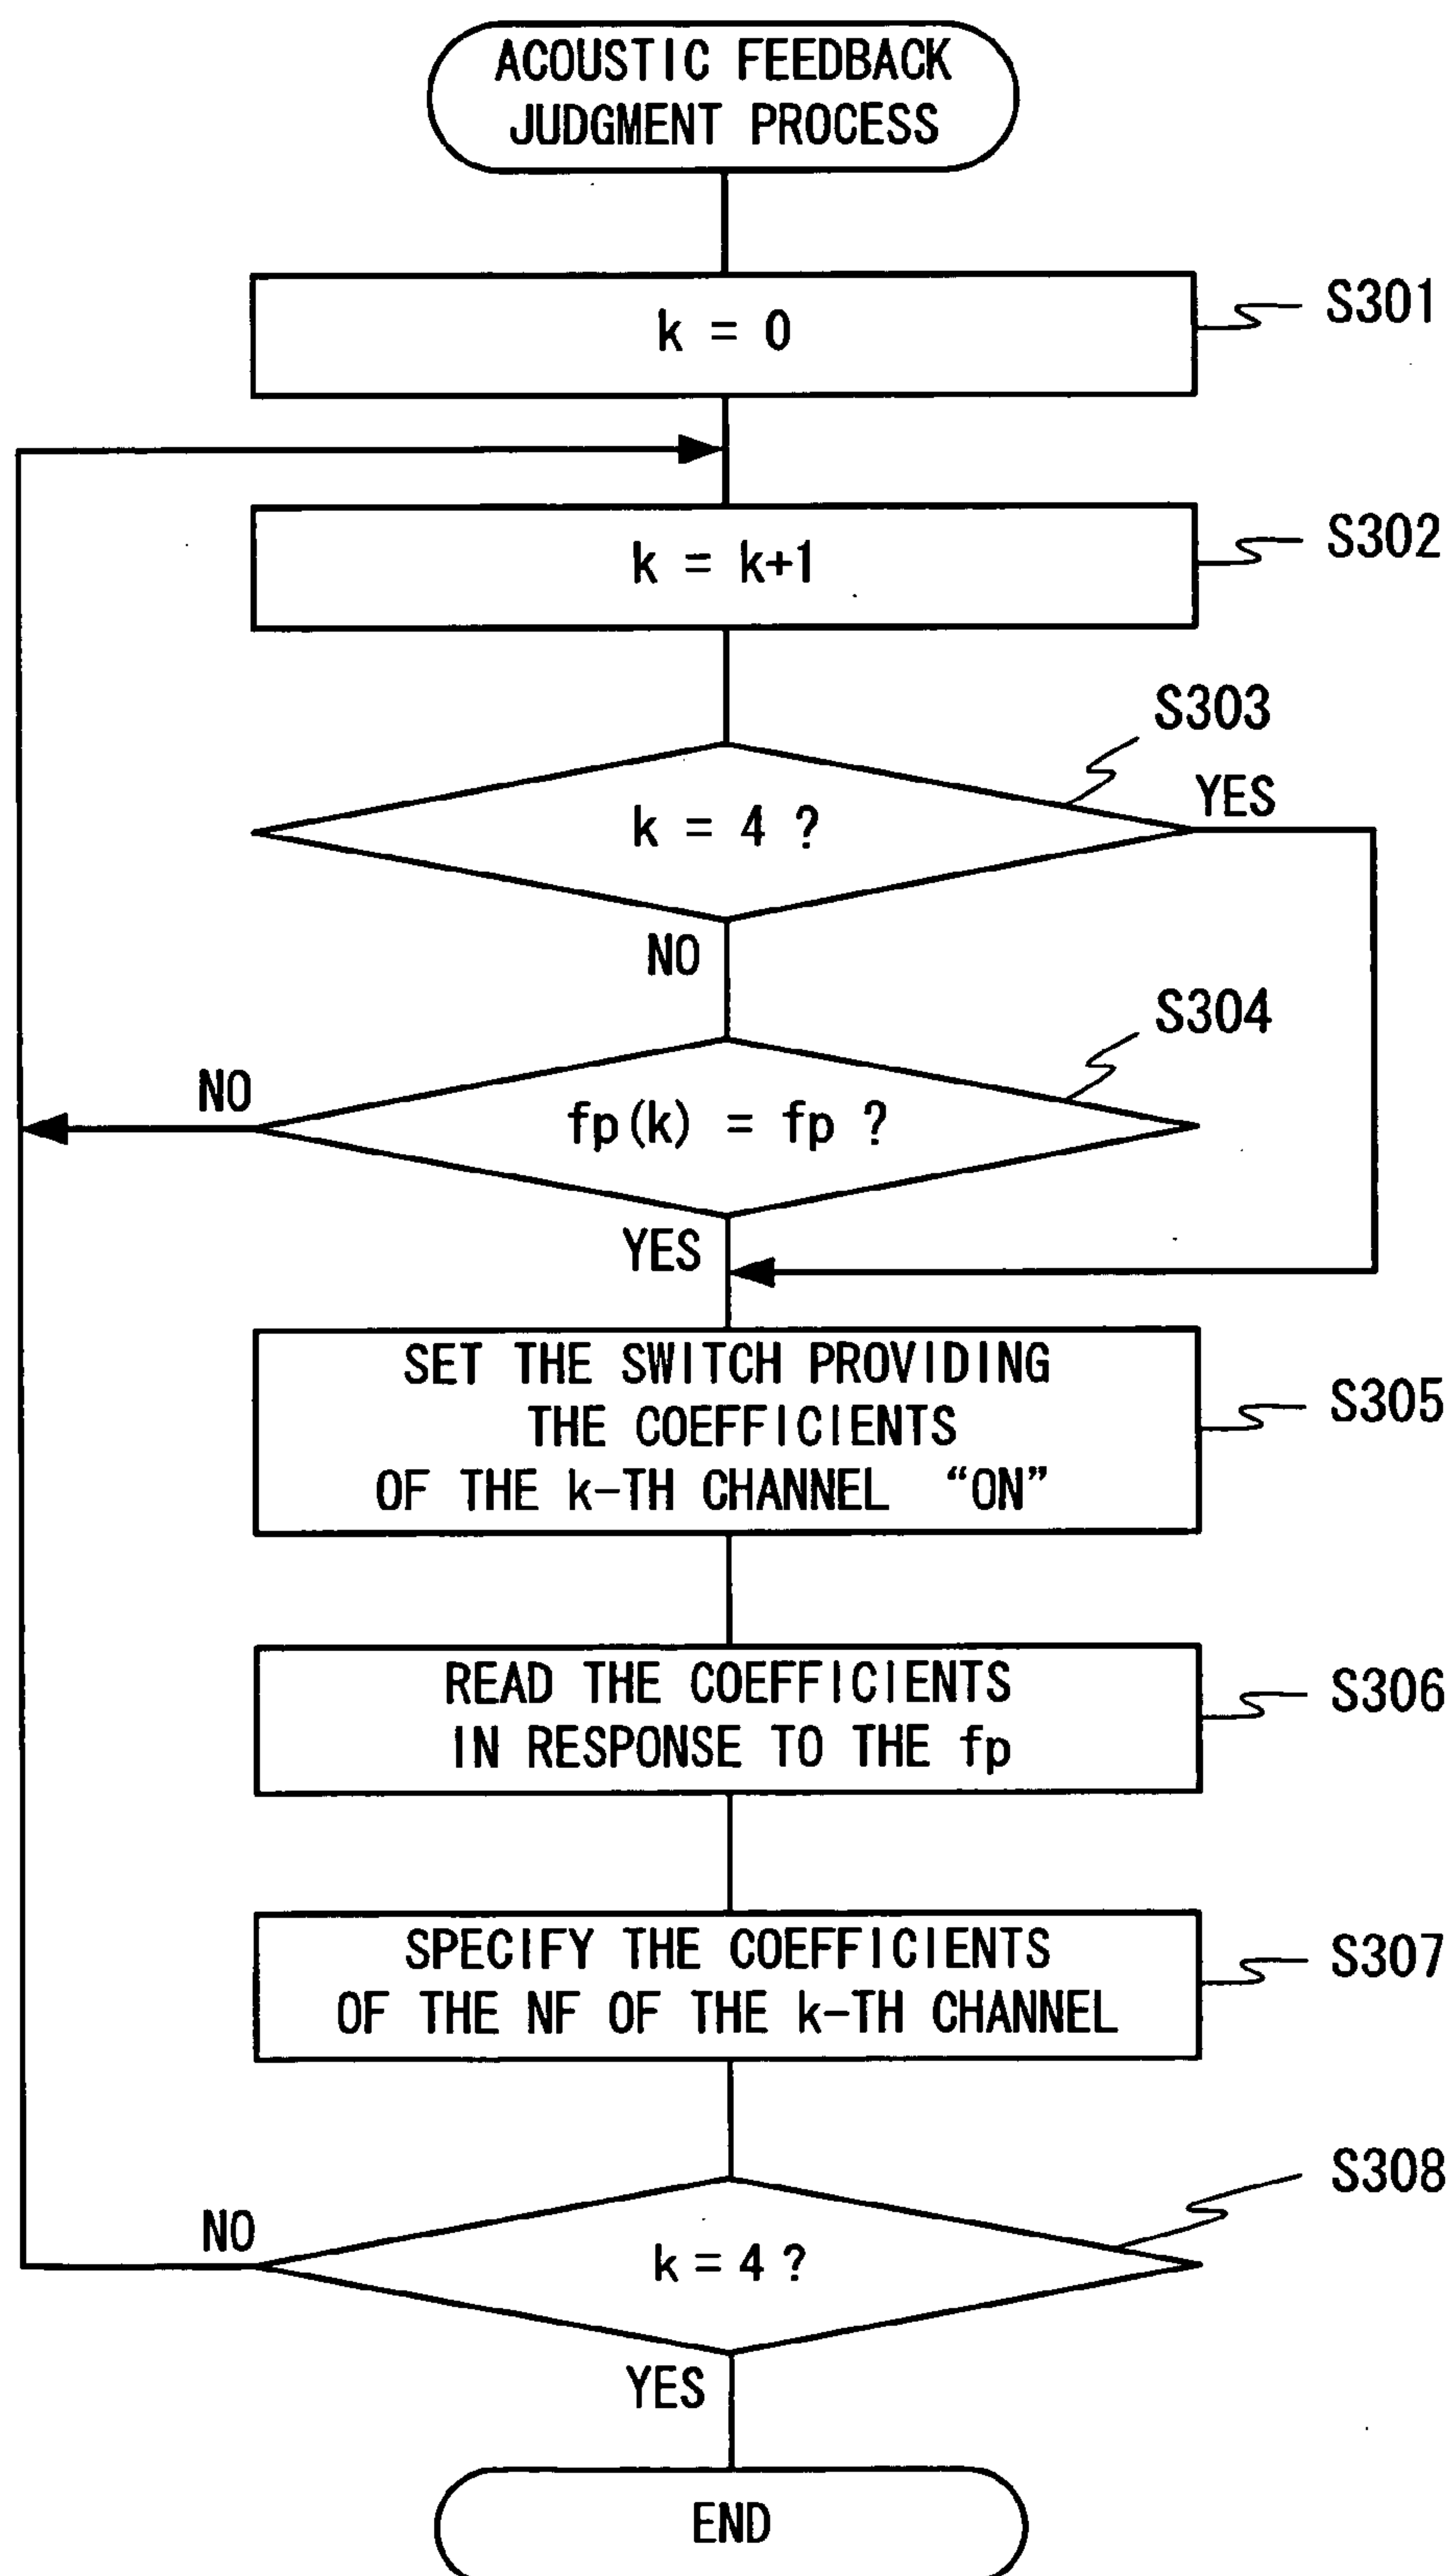 ACOUSTIC FEEDBACK
JUDGMENT PROCESS
k = 0
S301
k = k+1
S302
S303
k = 4 ?
YES
NO
S304
NO
fp(k) = fp ?
YES
SET THE SWITCH PROVIDING
THE COEFFICIENTS
OF THE k-TH CHANNEL “ON”
S305
READ THE COEFFICIENTS
IN RESPONSE TO THE fp
S306
SPECIFY THE COEFFICIENTS
OF THE NF OF THE k-TH CHANNEL
S307
S308
NO
k = 4 ?
YES
END